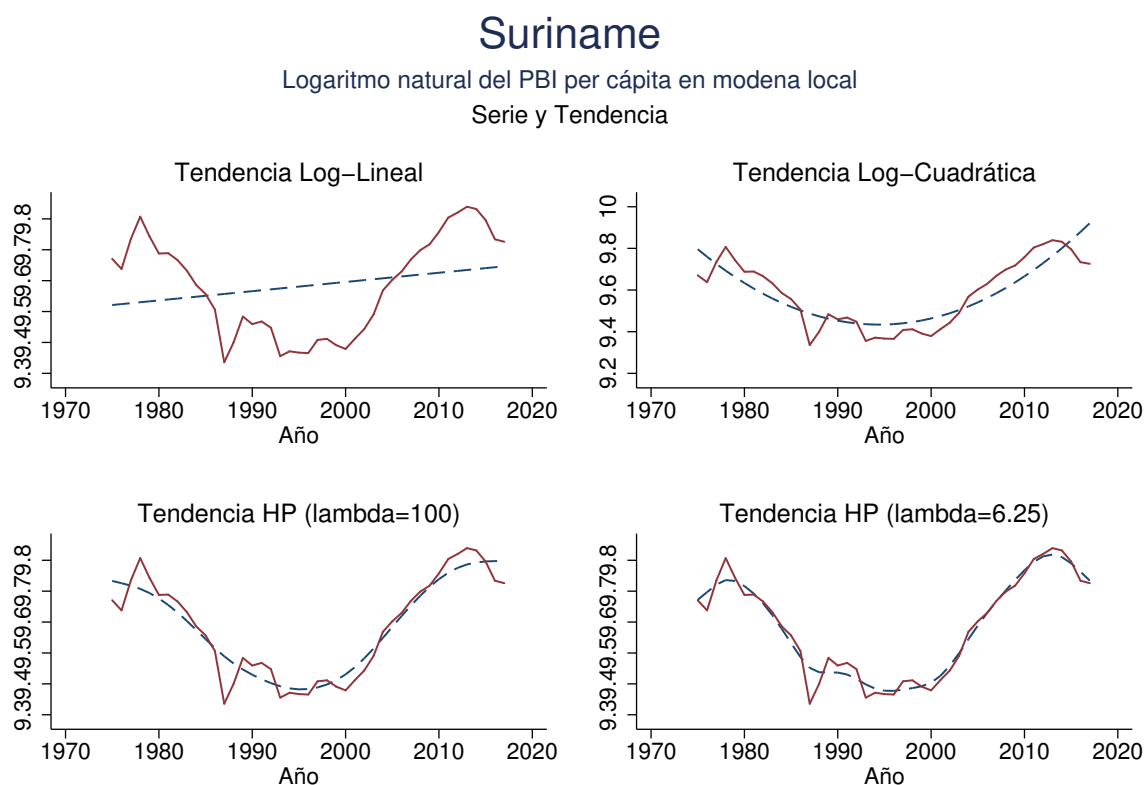 Suriname
Logaritmo natural del PBI per cápita en modena local
Serie y Tendencia
Tendencia Log−Lineal
9.39.49.59.69.79.8
1970 1980 1990 2000 2010 2020
Año
Tendencia Log−Cuadrática
9.2 9.4 9.6 9.8 10
1970 1980 1990 2000 2010 2020
Año
Tendencia HP (lambda=100)
9.39.49.59.69.79.8
1970 1980 1990 2000 2010 2020
Año
Tendencia HP (lambda=6.25)
9.39.49.59.69.79.8
1970 1980 1990 2000 2010 2020
Año